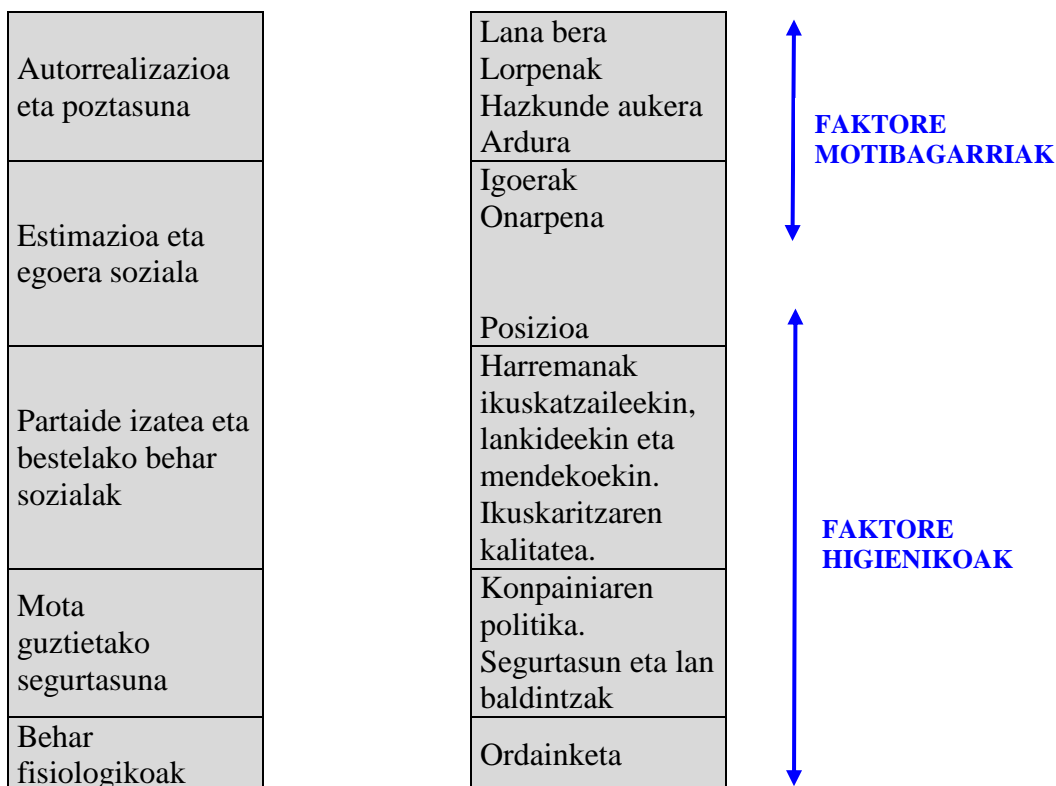 Autorrealizazioa
eta poztasuna
Lana bera
Lorpenak
Hazkunde aukera
Ardura
FAKTORE
MOTIBAGARRIAK
Estimazioa eta
egoera soziala
Igoerak
Onarpena
Posizioa
Partaide izatea eta
bestelako behar
sozialak
Harremanak
ikuskatzaileekin,
lankideekin eta
mendekoekin.
Ikuskaritzaren
kalitatea.
FAKTORE
HIGIENIKOAK
Mota
guztietako
segurtasuna
Konpainiaren
politika.
Segurtasun eta lan
baldintzak
Behar
fisiologikoak
Ordainketa